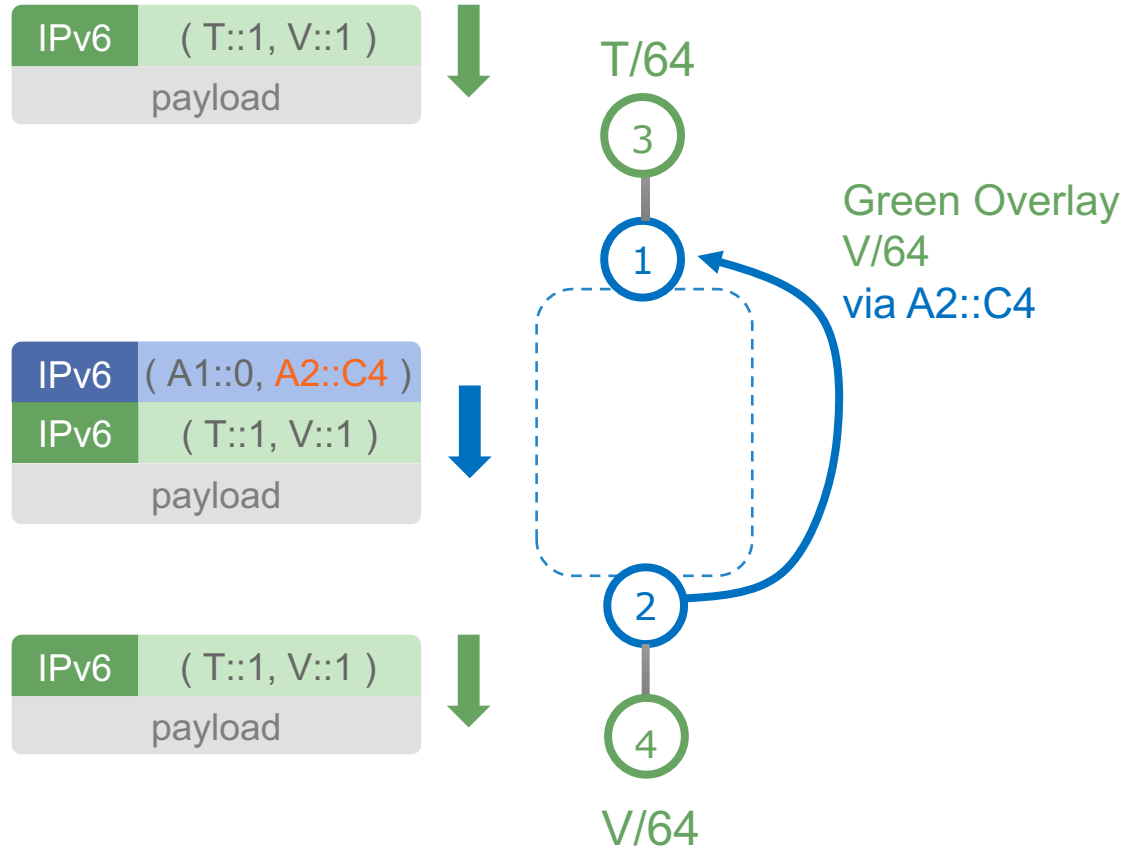 IPv6 ( T::1, V::1 )
payload
T/64
3
1
Green Overlay
V/64
via A2::C4
IPv6 ( A1::0, A2::C4 )
IPv6 ( T::1, V::1 )
payload
2
IPv6 ( T::1, V::1 )
payload
4
V/64